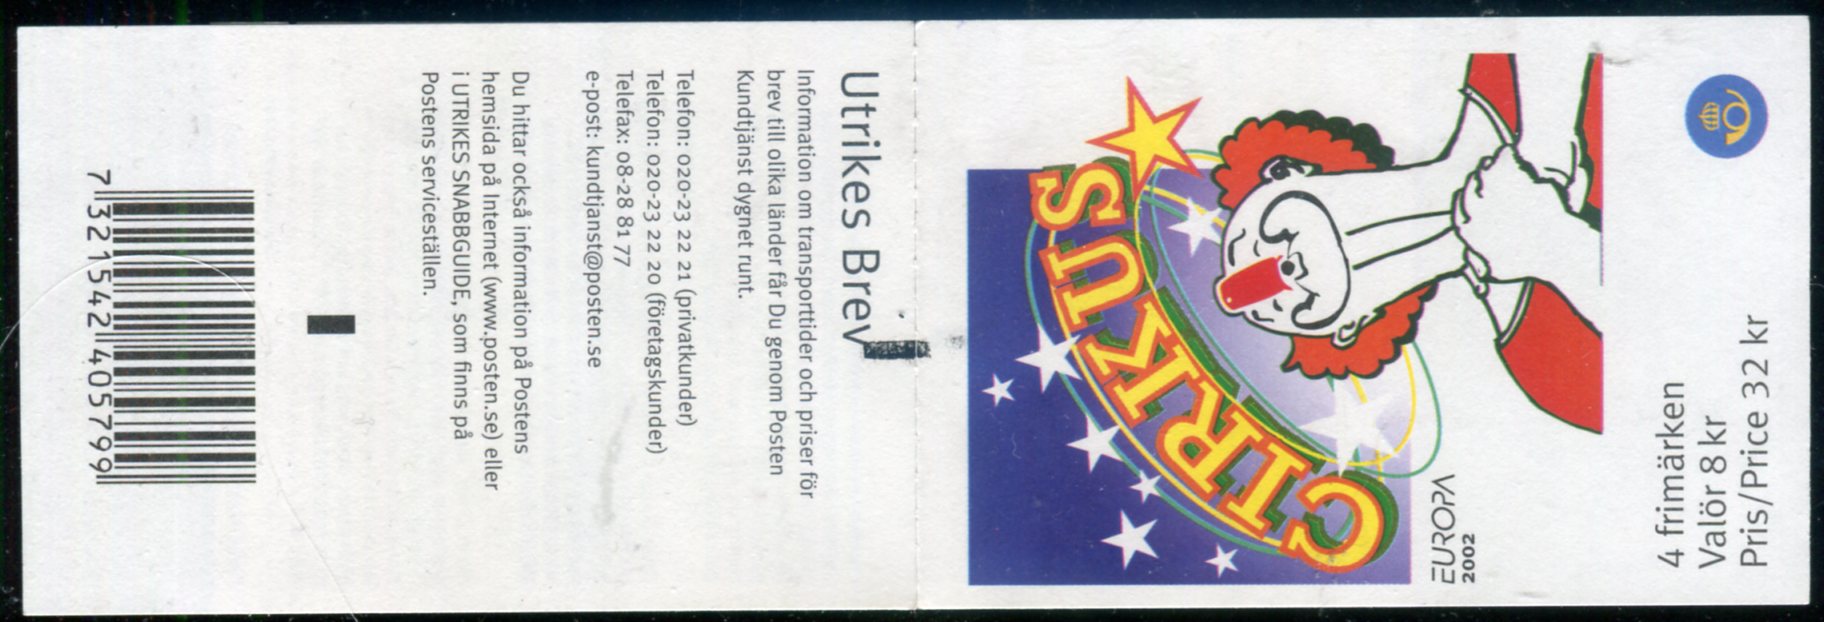 Utrikes Brev
Information om transporttider och priser för
brev till olika länder får Du genom Posten
Kundtjänst dygnet runt.
Telefon: 020-23 22 21 (privatkunder)
Telefon: 020-23 22 20 (företagskunder)
Telefax: 08-28 81 77
e-post: kundtjanst@posten.se
Du hittar också information på Postens
hemsida på Internet (www.posten.se) eller
i UTRIKES SNABBGUIDE, som finns på
Postens serviceställen.
7 321542 405799
CIRKUS
EUROPA
2002
4 frimärken
Valör 8 kr
Pris/Price 32 kr